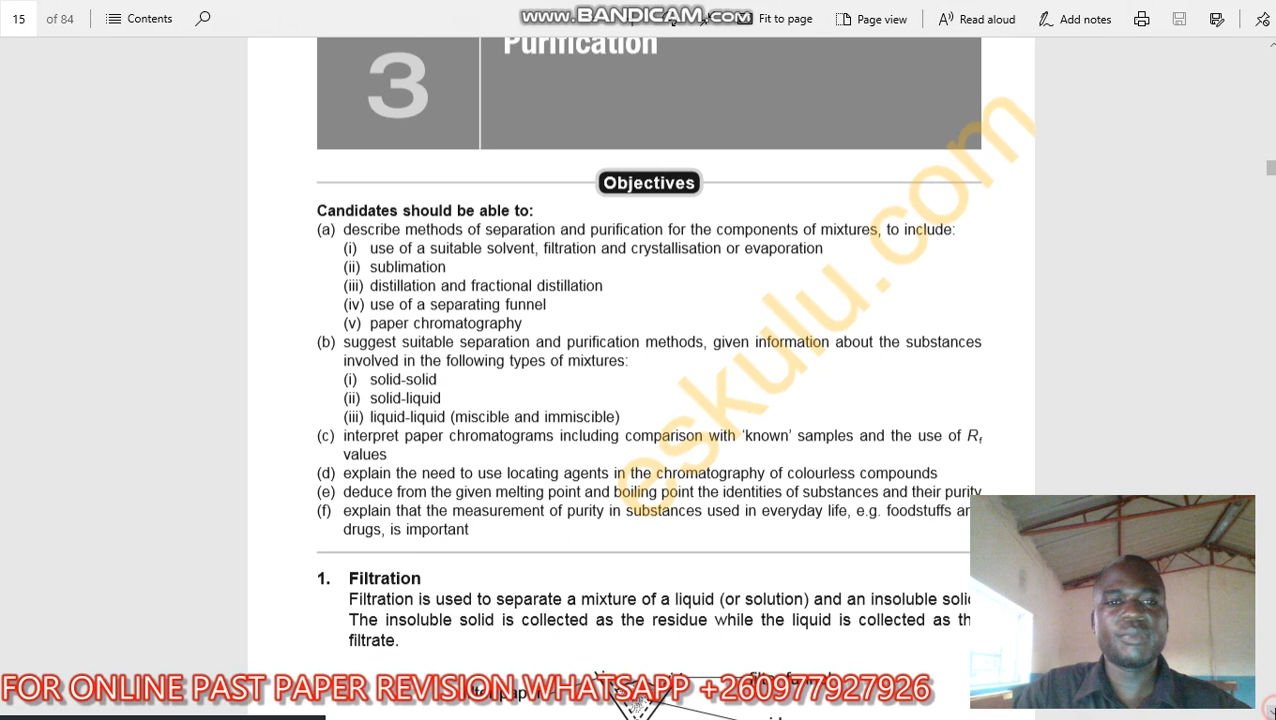 15 of 84 Contents www.BANDICAM.com Fit to page Page view Read aloud Add notes
3 Purification
Objectives
Candidates should be able to:
(a) describe methods of separation and purification for the components of mixtures, to include:
(i) use of a suitable solvent, filtration and crystallisation or evaporation
(ii) sublimation
(iii) distillation and fractional distillation
(iv) use of a separating funnel
(v) paper chromatography
(b) suggest suitable separation and purification methods, given information about the substances
involved in the following types of mixtures:
(i) solid-solid
(ii) solid-liquid
(iii) liquid-liquid (miscible and immiscible)
(c) interpret paper chromatograms including comparison with ‘known’ samples and the use of Rf
values
(d) explain the need to use locating agents in the chromatography of colourless compounds
(e) deduce from the given melting point and boiling point the identities of substances and their purity
(f) explain that the measurement of purity in substances used in everyday life, e.g. foodstuffs an
drugs, is important
eskulu.com
1. Filtration
Filtration is used to separate a mixture of a liquid (or solution) and an insoluble solid
The insoluble solid is collected as the residue while the liquid is collected as th
filtrate.
FOR ONLINE PAST PAPER REVISION WHATSAPP +260977927926